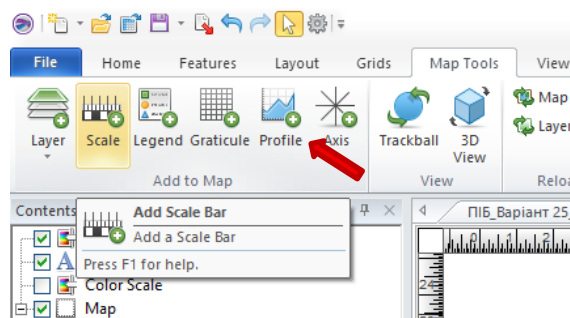 File Home Features Layout Grids Map Tools View
Layer Scale Legend Graticule Profile Axis Trackball 3D View Map
Layer
Add to Map View Reloa
Contents ПІБ_Варіант 25_
Add Scale Bar
Add a Scale Bar
Press F1 for help.
Color Scale
Map
24